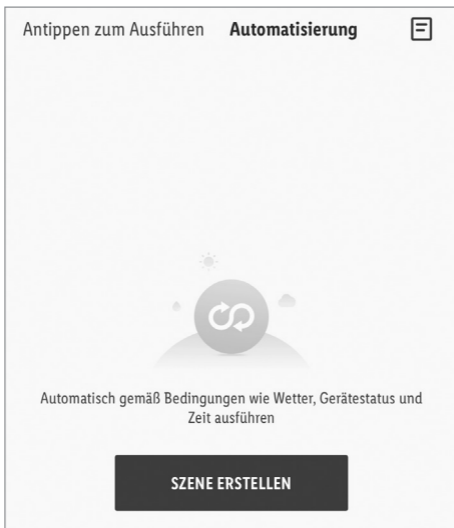 Antippen zum Ausführen Automatisierung
Automatisch gemäß Bedingungen wie Wetter, Gerätestatus und
Zeit ausführen
SZENE ERSTELLEN